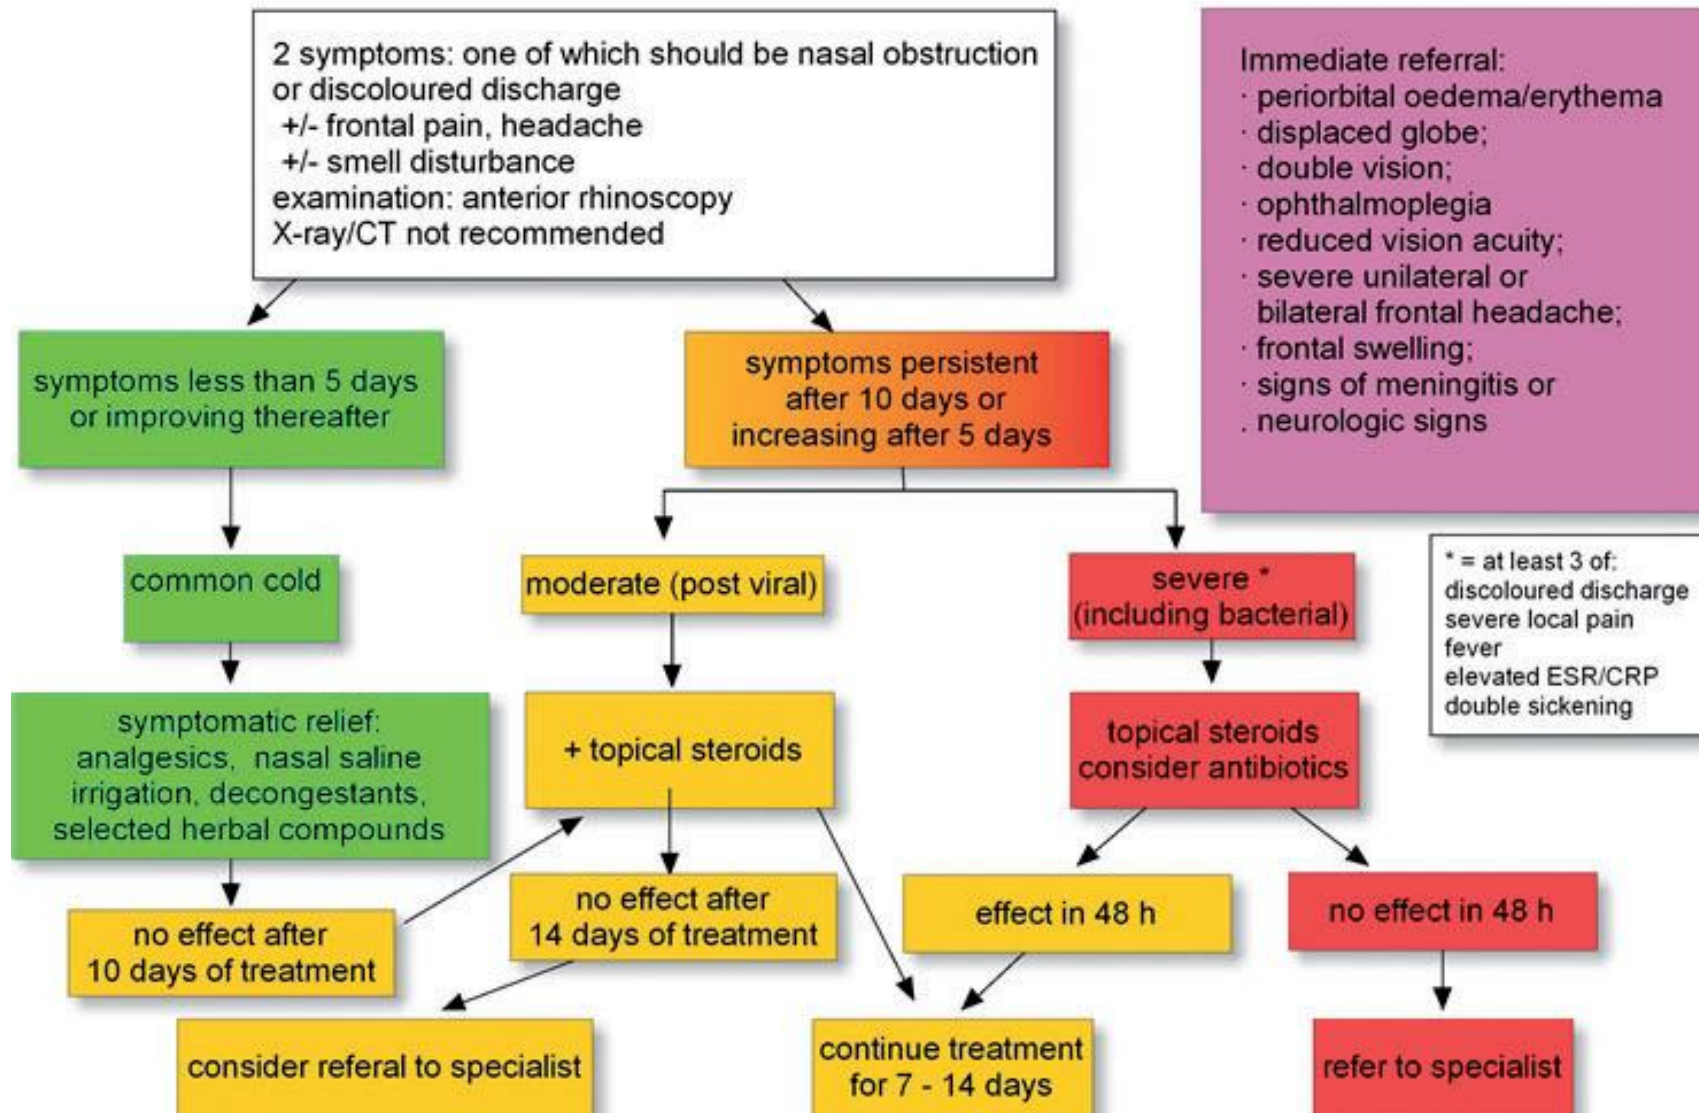 2 symptoms: one of which should be nasal obstruction
or discoloured discharge
+/- frontal pain, headache
+/- smell disturbance
examination: anterior rhinoscopy
X-ray/CT not recommended
Immediate referral:
· periorbital oedema/erythema
· displaced globe;
· double vision;
· ophthalmoplegia
· reduced vision acuity;
· severe unilateral or
bilateral frontal headache;
· frontal swelling;
· signs of meningitis or
. neurologic signs
symptoms less than 5 days
or improving thereafter
symptoms persistent
after 10 days or
increasing after 5 days
common cold
moderate (post viral)
severe *
(including bacterial)
* = at least 3 of:
discoloured discharge
severe local pain
fever
elevated ESR/CRP
double sickening
symptomatic relief:
analgesics, nasal saline
irrigation, decongestants,
selected herbal compounds
+ topical steroids
topical steroids
consider antibiotics
no effect after
10 days of treatment
no effect after
14 days of treatment
effect in 48 h
no effect in 48 h
consider referal to specialist
continue treatment
for 7 - 14 days
refer to specialist